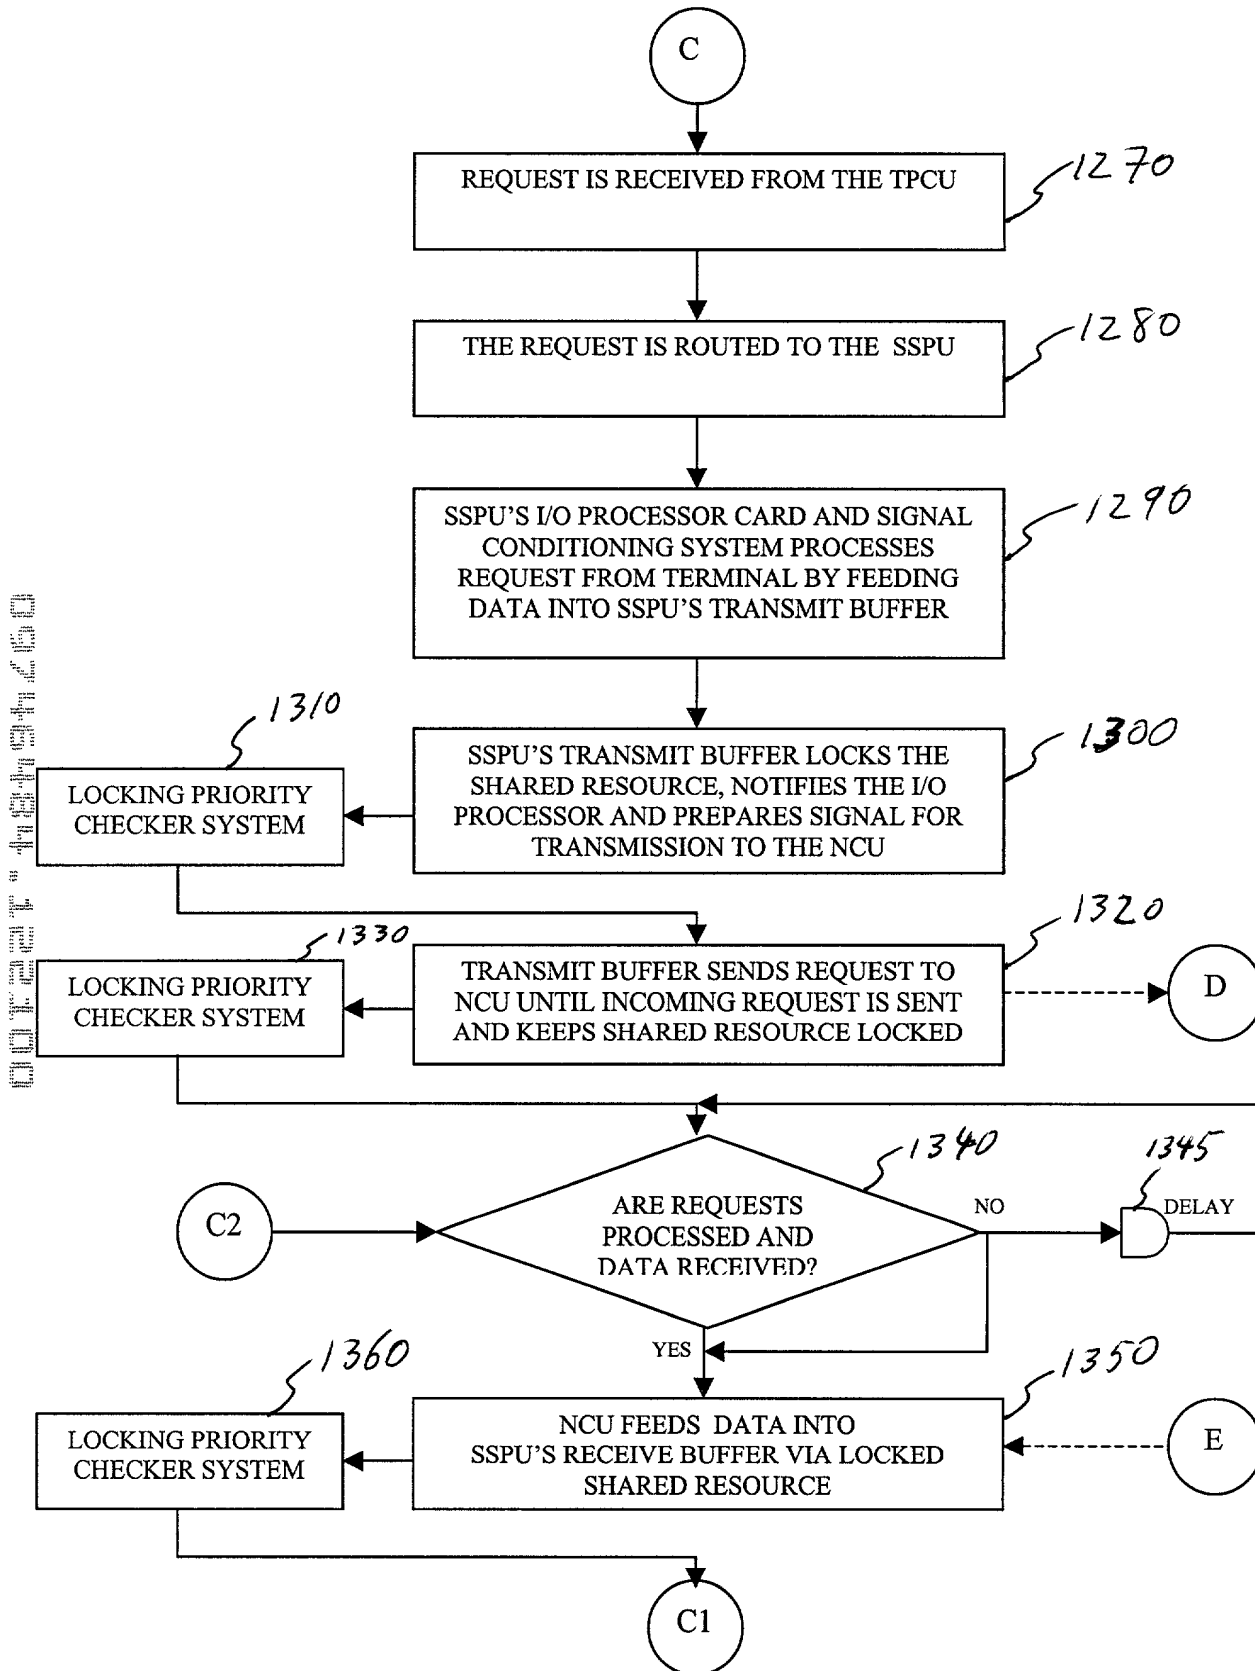 C
REQUEST IS RECEIVED FROM THE TPCU
1270
THE REQUEST IS ROUTED TO THE SSPU
1280
SSPU'S I/O PROCESSOR CARD AND SIGNAL
CONDITIONING SYSTEM PROCESSES
REQUEST FROM TERMINAL BY FEEDING
DATA INTO SSPU'S TRANSMIT BUFFER
1290
1310
LOCKING PRIORITY
CHECKER SYSTEM
SSPU'S TRANSMIT BUFFER LOCKS THE
SHARED RESOURCE, NOTIFIES THE I/O
PROCESSOR AND PREPARES SIGNAL FOR
TRANSMISSION TO THE NCU
1300
1330
LOCKING PRIORITY
CHECKER SYSTEM
TRANSMIT BUFFER SENDS REQUEST TO
NCU UNTIL INCOMING REQUEST IS SENT
AND KEEPS SHARED RESOURCE LOCKED
1320
D
C2
ARE REQUESTS
PROCESSED AND
DATA RECEIVED?
1340
NO
1345
DELAY
YES
1360
LOCKING PRIORITY
CHECKER SYSTEM
NCU FEEDS DATA INTO
SSPU'S RECEIVE BUFFER VIA LOCKED
SHARED RESOURCE
1350
E
C1